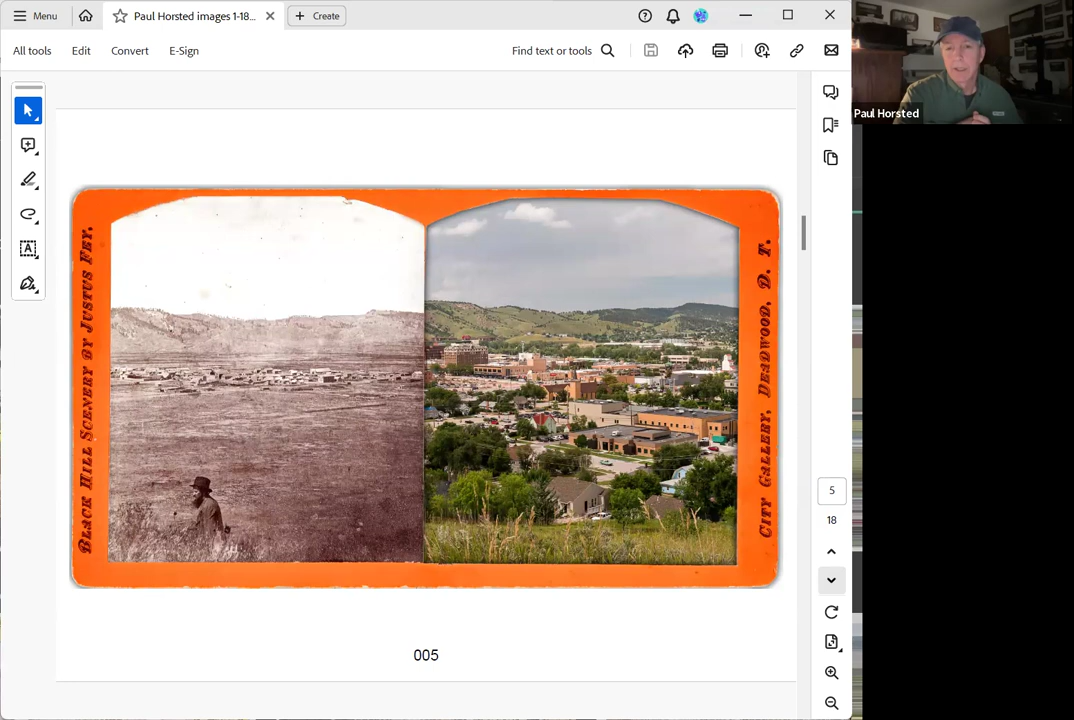 Menu
Paul Horsted images 1-18...
Create
All tools
Edit
Convert
E-Sign
Find text or tools
Paul Horsted
BLACK HILL SCENERY BY JUSTUS FEY.
CITY GALLERY, DEADWOOD, D. T.
5
18
005